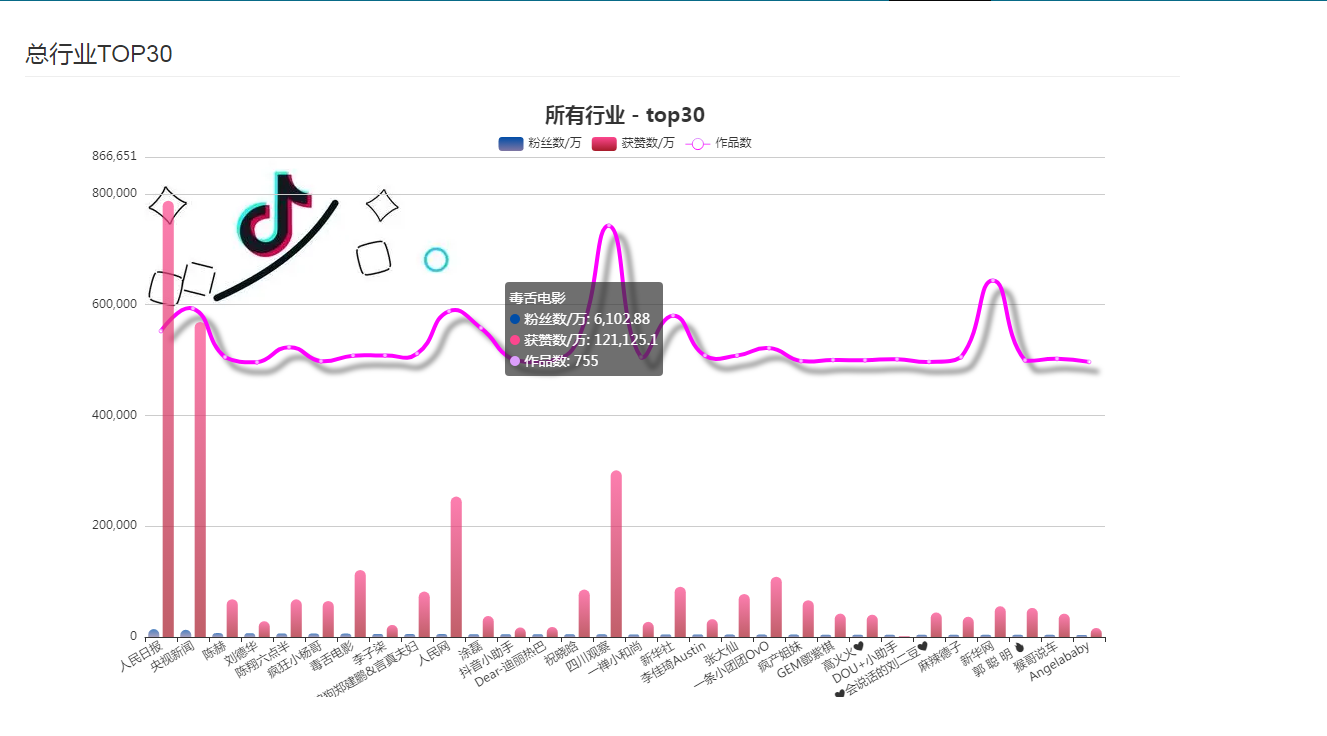 总行业TOP30
所有行业 - top30
粉丝数/万 获赞数/万 作品数
866,651
800,000
600,000
毒舌电影
粉丝数/万: 6,102.88
获赞数/万: 121,125.1
作品数: 755
400,000
200,000
0
人民日报
央视新闻
陈赫
刘德华
陈翔六点半
疯狂小杨哥
毒舌电影
李子柒
狗郑建鹏&言真夫妇
人民网
涂磊
抖音小助手
Dear-迪丽热巴
祝晓晗
四川观察
一禅小和尚
新华社
李佳琦Austin
张大仙
一条小团团OvO
疯产姐妹
GEM鄧紫棋
高火火
DOU+小助手
会说话的刘二豆
麻辣德子
新华网
郭 聪 明
猴哥说车
Angelababy